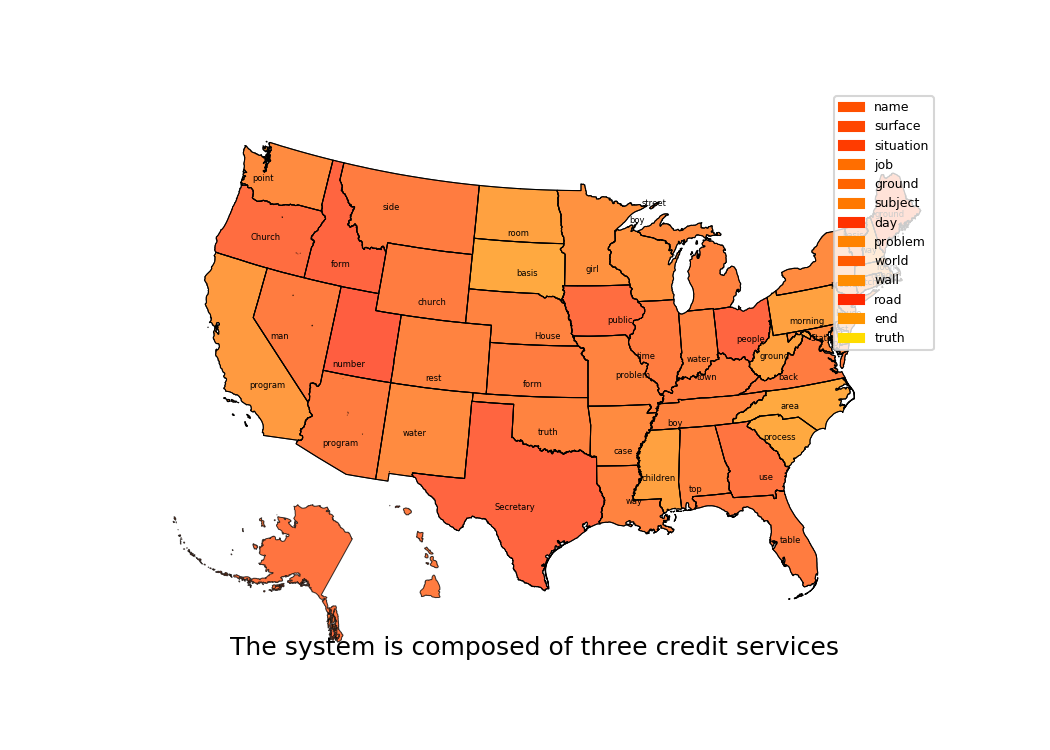 name
surface
situation
job
ground
subject
day
problem
world
wall
road
end
truth
point
side
street
boy
room
Church
form
basis
girl
church
public
House
morning
State
man
number
rest
form
time
water
people
ground
program
problem
town
back
area
program
water
truth
boy
case
process
children
top
use
Secretary
way
table
ground
The system is composed of three credit services